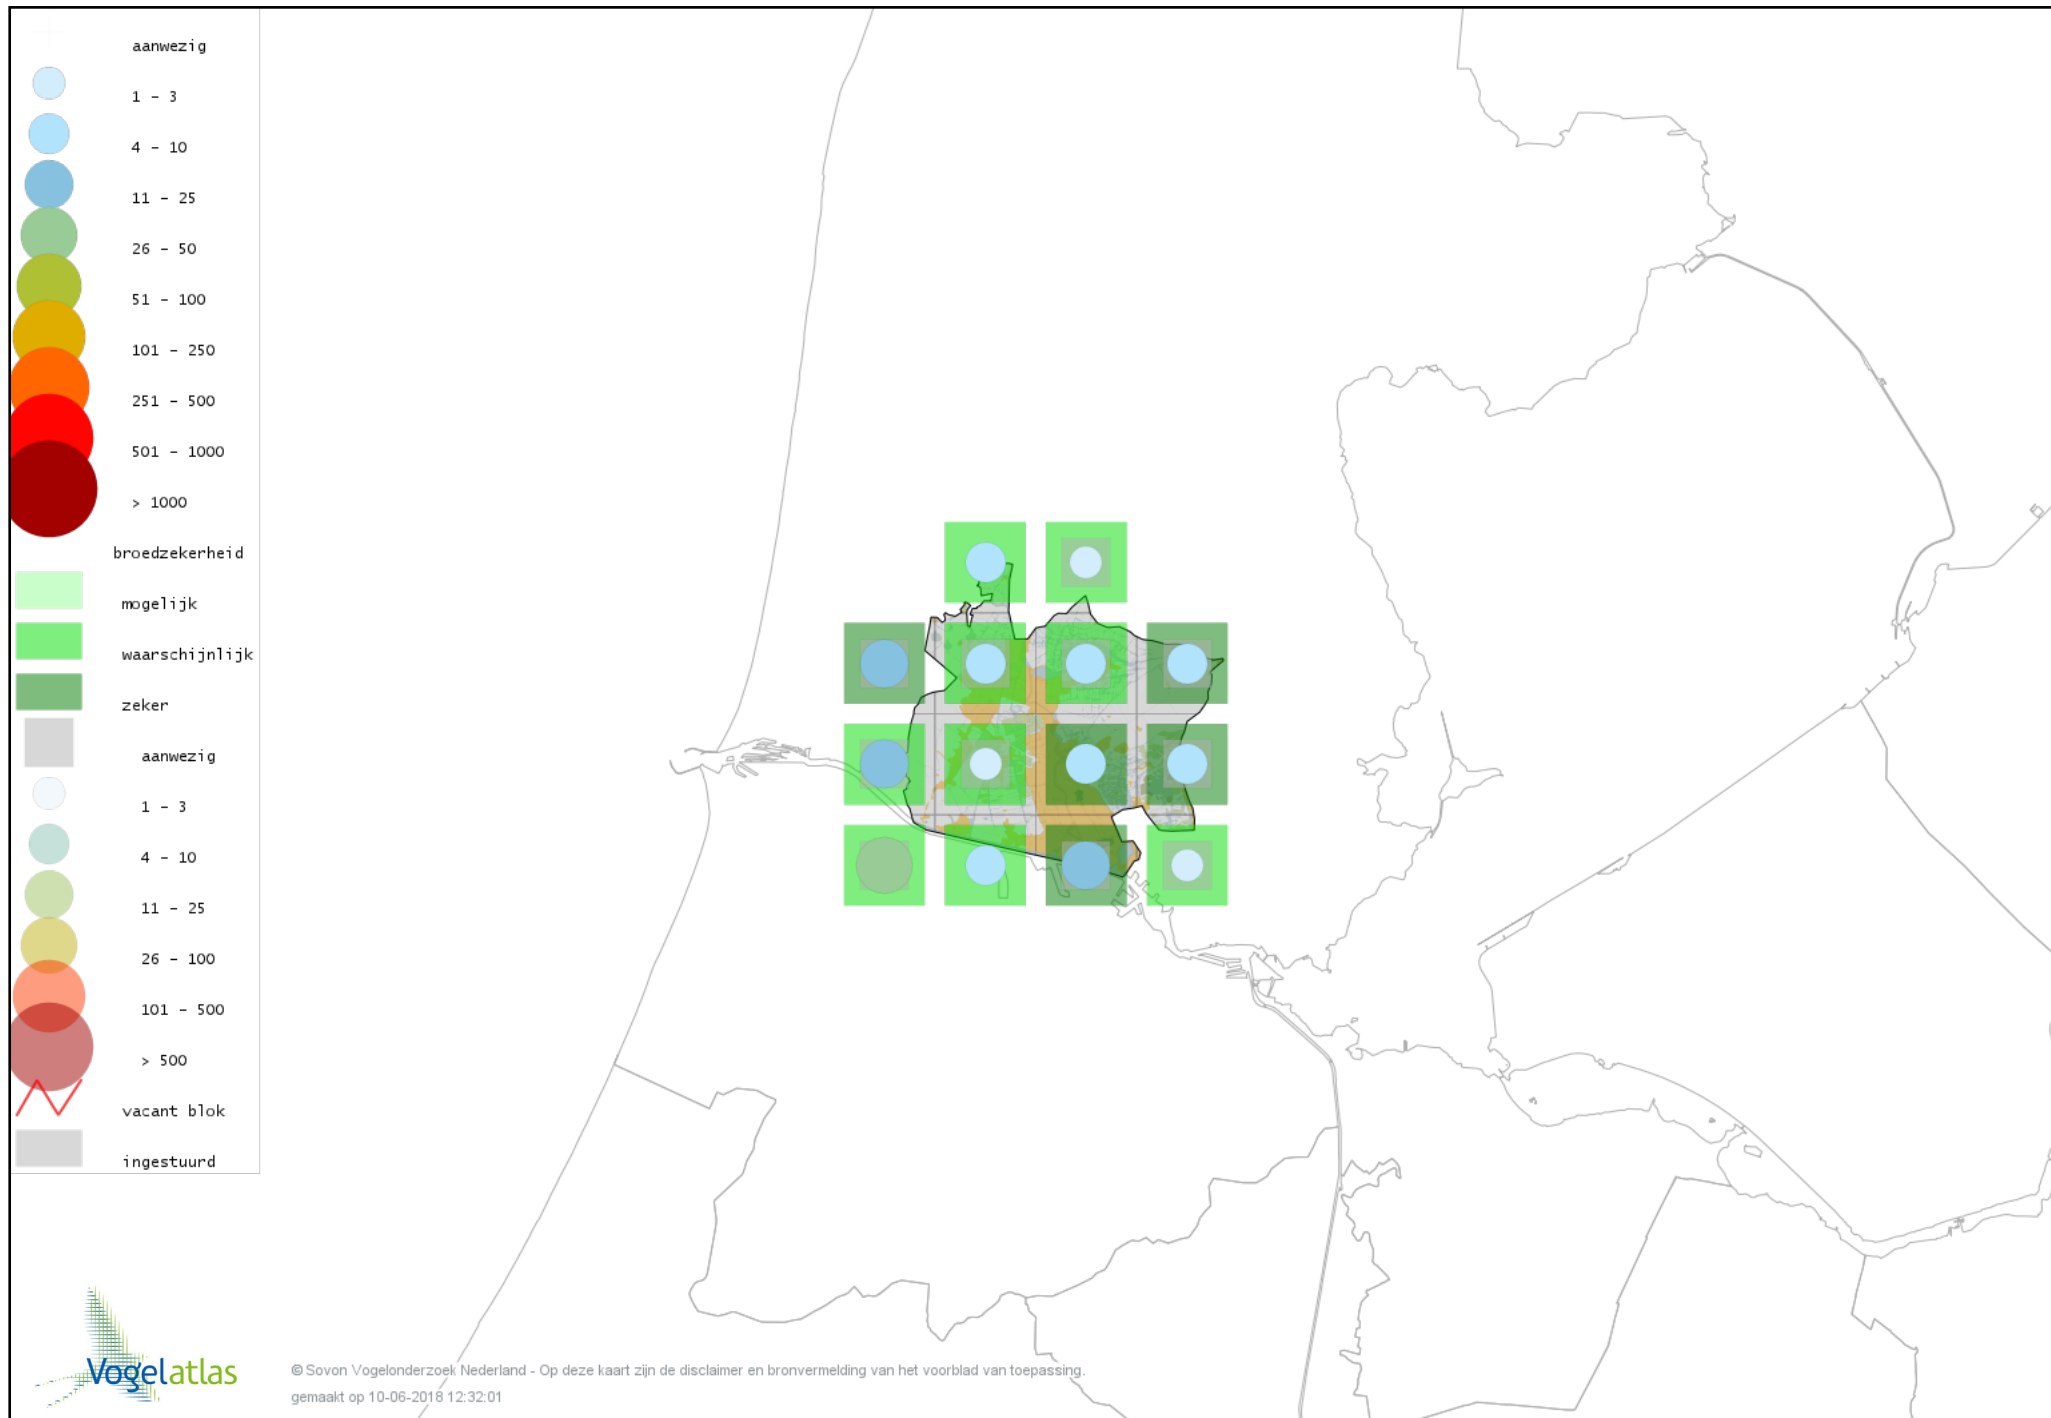 aanwezig
1 - 3
4 - 10
11 - 25
26 - 50
51 - 100
101 - 250
251 - 500
501 - 1000
> 1000
broedzekerheid
mogelijk
waarschijnlijk
zeker
aanwezig
1 - 3
4 - 10
11 - 25
26 - 100
101 - 500
> 500
vacant blok
ingestuurd
Vogelatlas
© Sovon Vogelonderzoek Nederland - Op deze kaart zijn de disclaimer en bronvermelding van het voorblad van toepassing.
gemaakt op 10-06-2018 12:32:01